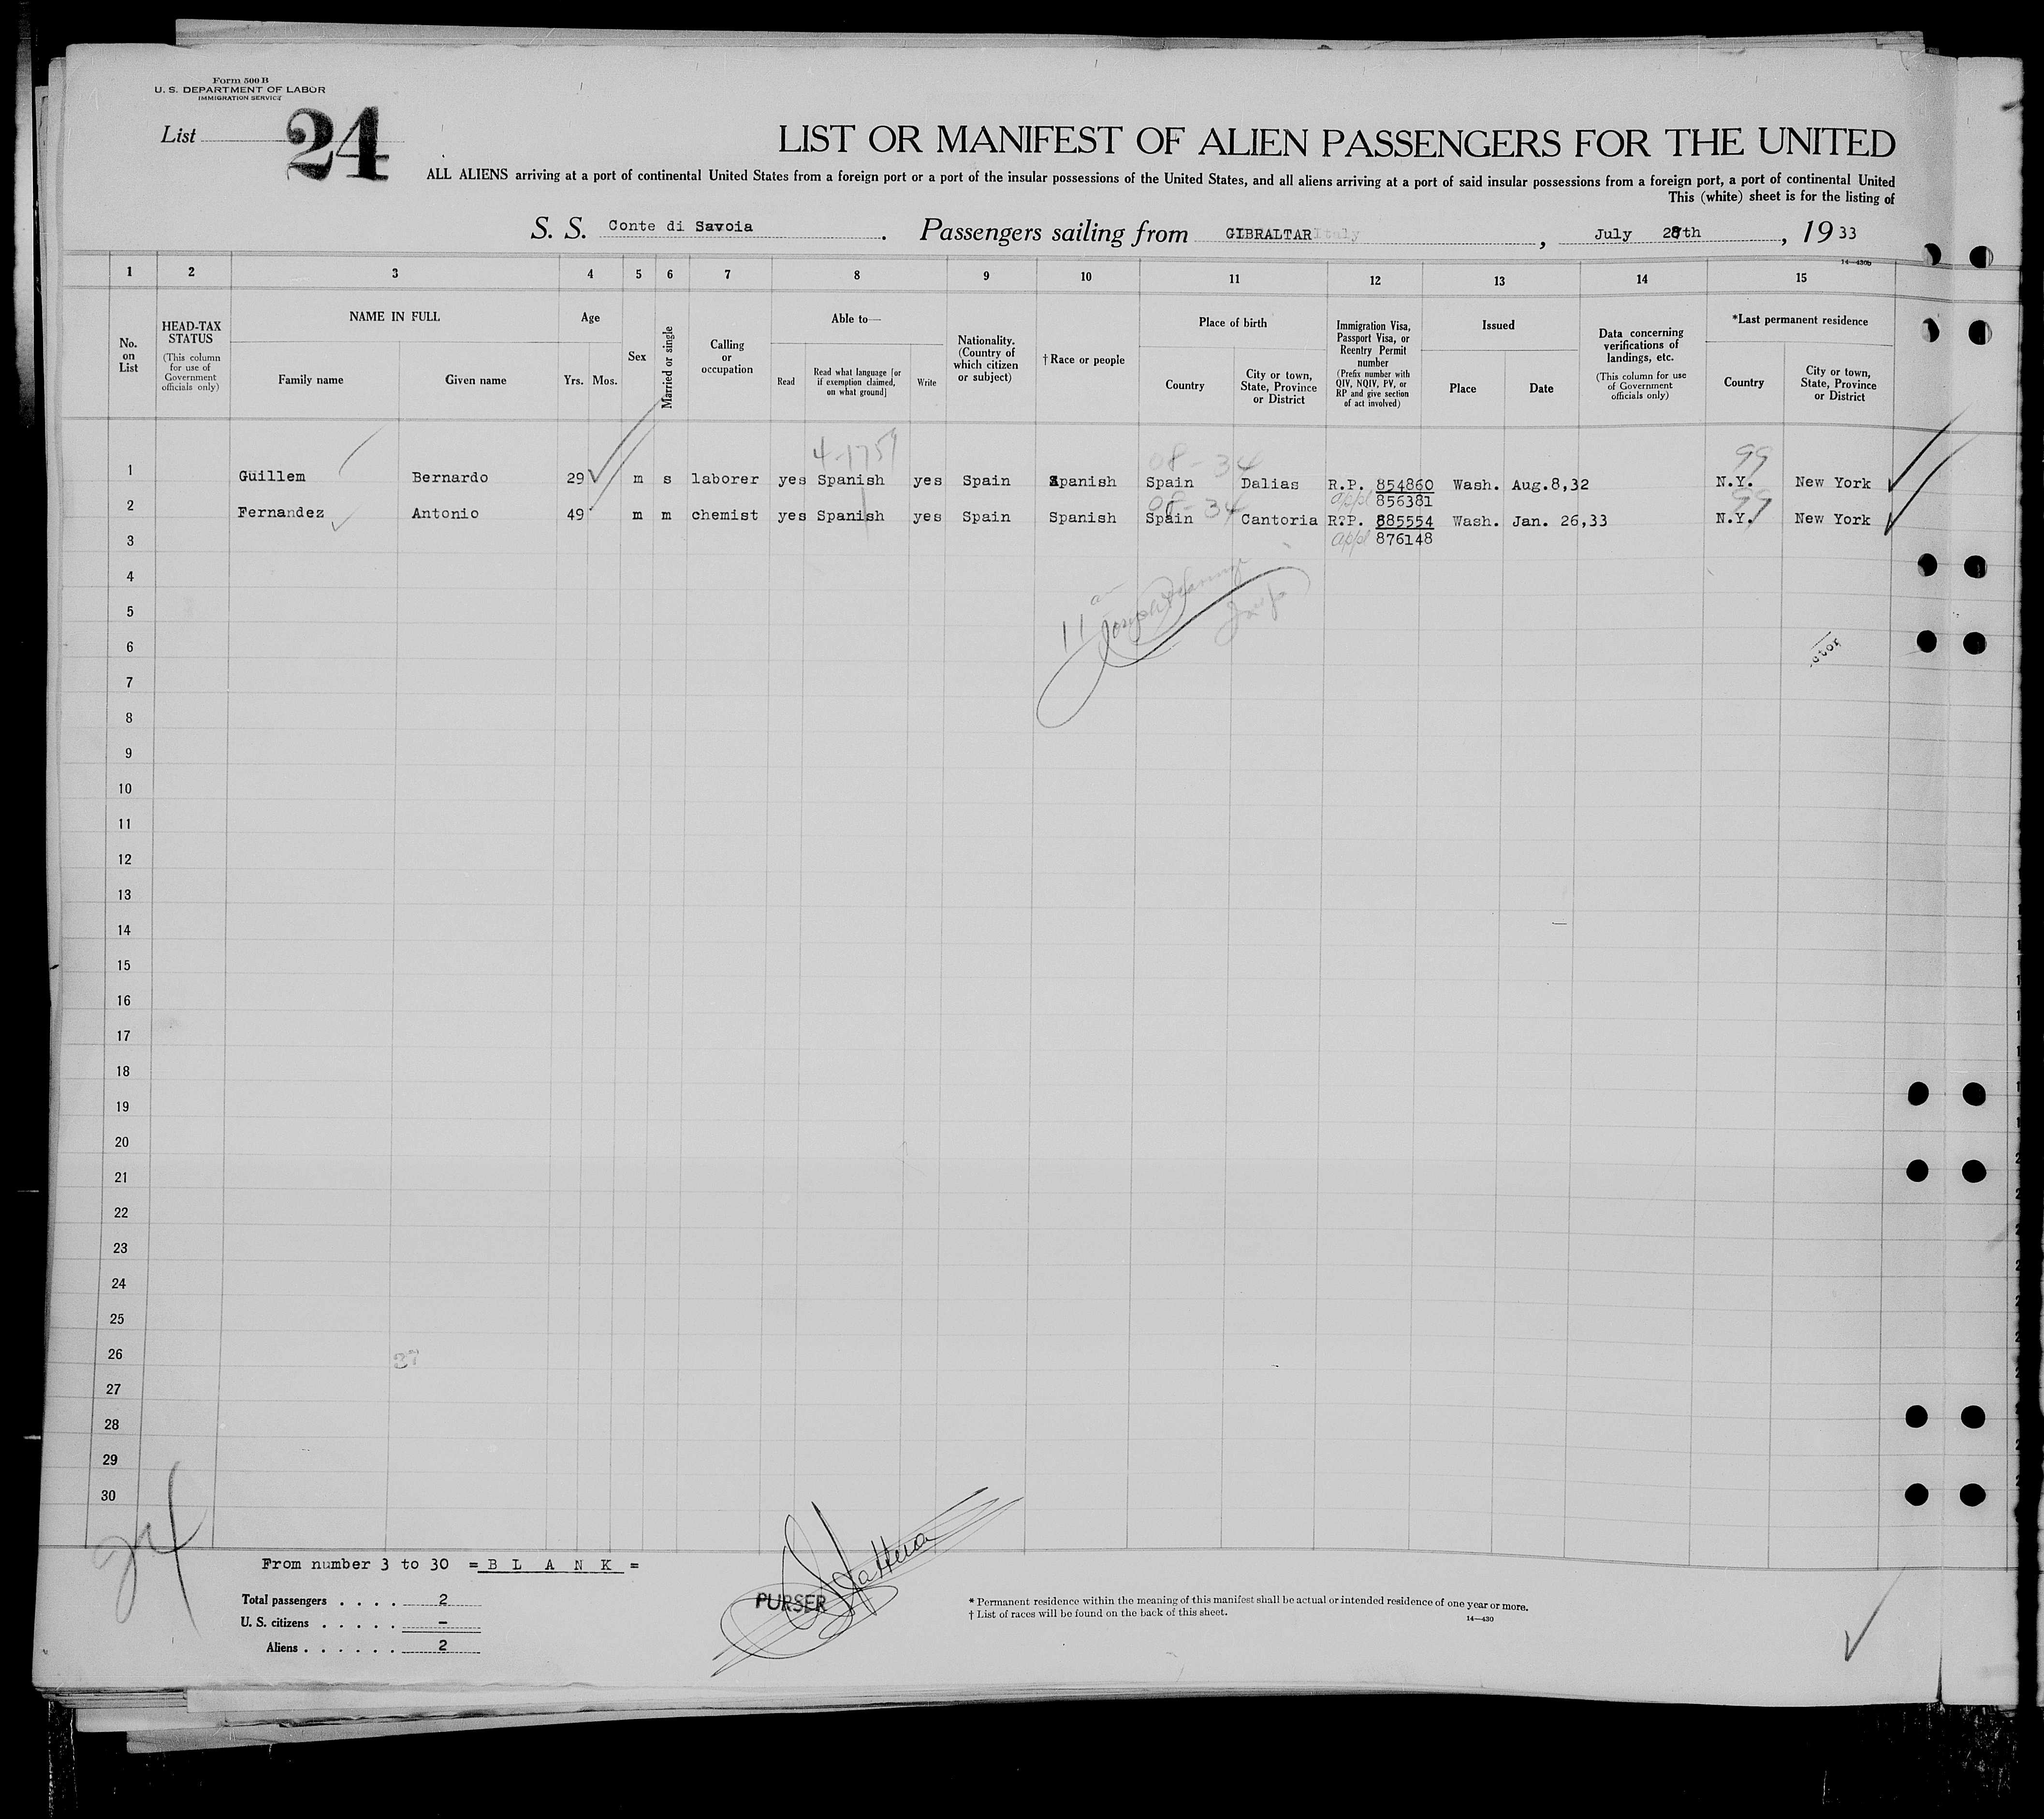 Form 500 B
U. S. DEPARTMENT OF LABOR
IMMIGRATION SERVICE
List 24
LIST OR MANIFEST OF ALIEN PASSENGERS FOR THE UNITED
ALL ALIENS arriving at a port of continental United States from a foreign port or a port of the insular possessions of the United States, and all aliens arriving at a port of said insular possessions from a foreign port, a port of continental United
This (white) sheet is for the listing of
S. S. Conte di Savoia. Passengers sailing from GIBRALTAR, July 28th, 1933
14—430b
1 2 3 4 5 6 7 8 9 10 11 12 13 14 15
No. on List
HEAD-TAX STATUS (This column for use of Government officials only)
NAME IN FULL
Family name
Given name
Age
Yrs. Mos.
Sex
Married or single
Calling or occupation
Able to—
Read
Read what language [or if exemption claimed, on what ground]
Write
Nationality. (Country of which citizen or subject)
†Race or people
Place of birth
Country
City or town, State, Province or District
Immigration Visa, Passport Visa, or Reentry Permit number (Prefix number with QIV, NQIV, PV, or RP and give section of act involved)
Issued
Place
Date
Data concerning verifications of landings, etc. (This column for use of Government officials only)
*Last permanent residence
Country
City or town, State, Province or District
4-1759 08-34 99
1 Guillem Bernardo 29 m s laborer yes Spanish yes Spain Spanish Spain Dalias R.P. 854860 Wash. Aug.8,32 N.Y. New York
appl 856381
08-34 99
2 Fernandez Antonio 49 m m chemist yes Spanish yes Spain Spanish Spain Cantoria R.P. 885554 Wash. Jan. 26,33 N.Y. New York
3 appl 876148
4
5
6
7
8
9
10
11
12
13
14
15
16
17
18
19
20
21
22
23
24
25
26 37
27
28
29
30
24
From number 3 to 30 =B L A N K=
Total passengers . . . . 2
U. S. citizens . . . . . —
Aliens . . . . . . 2
PURSER
* Permanent residence within the meaning of this manifest shall be actual or intended residence of one year or more.
† List of races will be found on the back of this sheet.
14—430